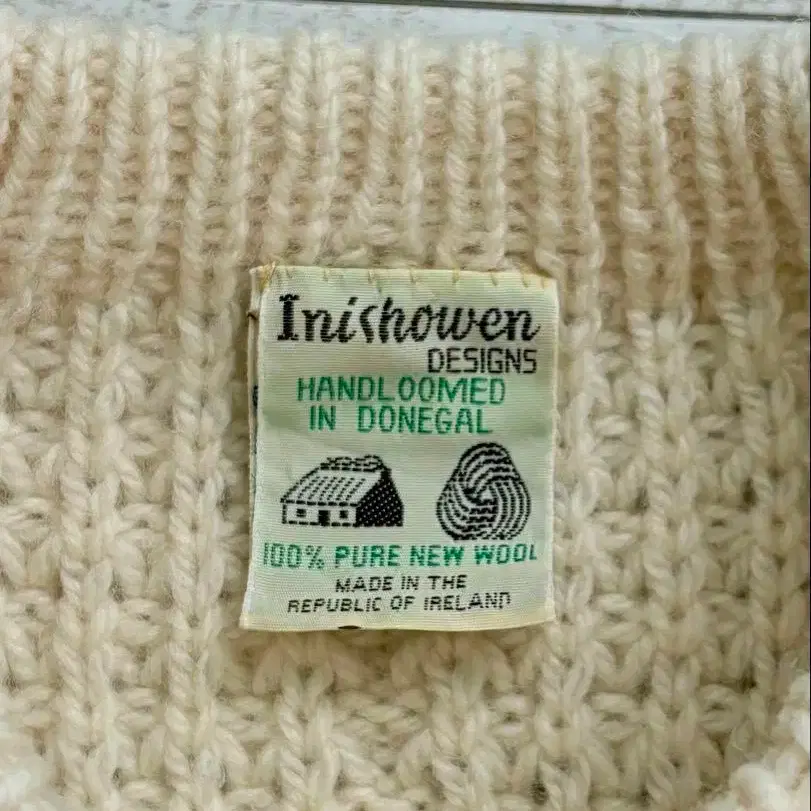 Inishowen
DESIGNS
HANDLOOMED
IN DONEGAL
100% PURE NEW WOOL
MADE IN THE
REPUBLIC OF IRELAND